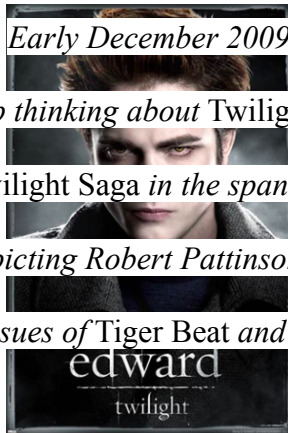 Early December 2009
thinking about Twilig
ilight Saga in the span
icting Robert Pattinso
sues of Tiger Beat and
edward
twilight